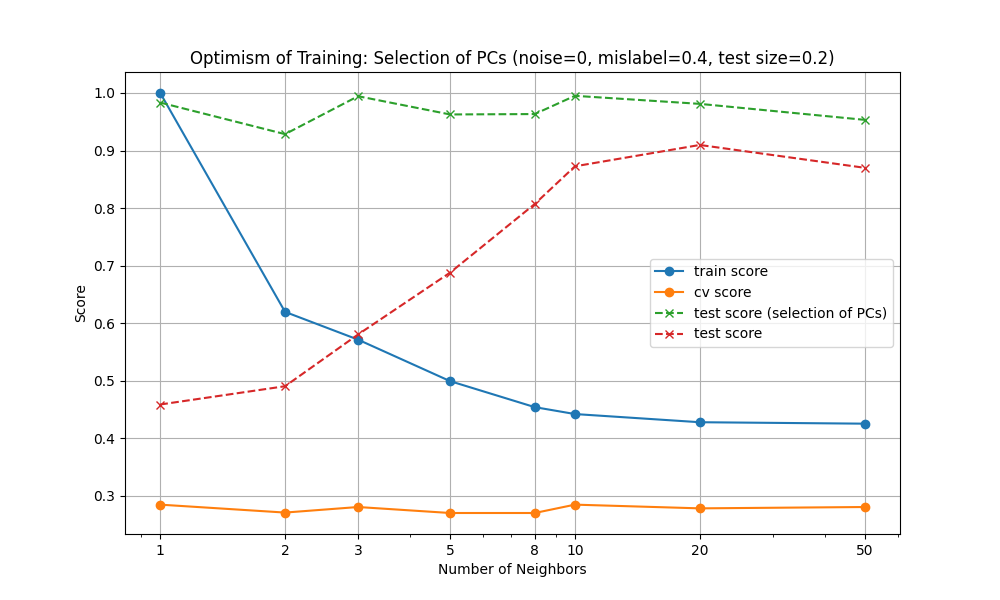 Optimism of Training: Selection of PCs (noise=0, mislabel=0.4, test size=0.2)
1.0
0.9
0.8
0.7
0.6
0.5
0.4
0.3
Score
train score
cv score
test score (selection of PCs)
test score
1 2 3 5 8 10 20 50
Number of Neighbors